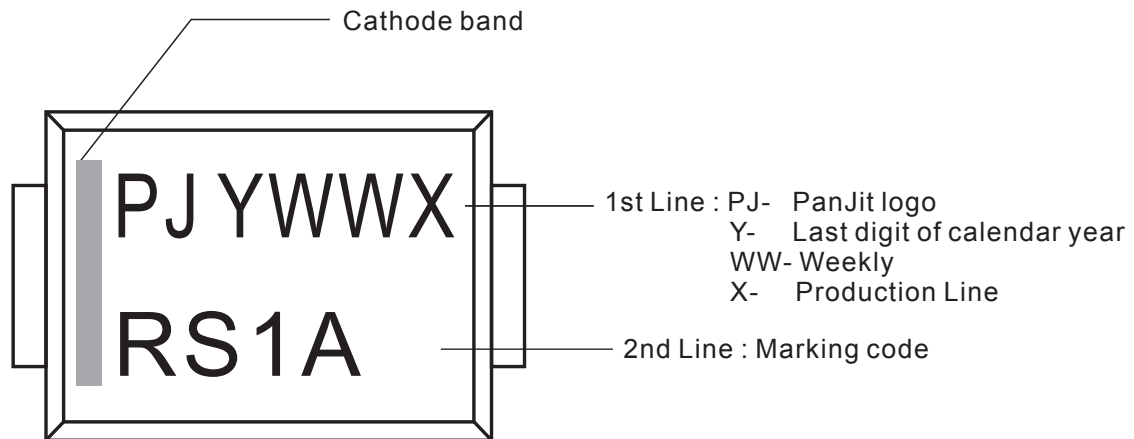 Cathode band
PJ YWWX
1st Line : PJ- PanJit logo
Y- Last digit of calendar year
WW- Weekly
X- Production Line
RS1A
2nd Line : Marking code